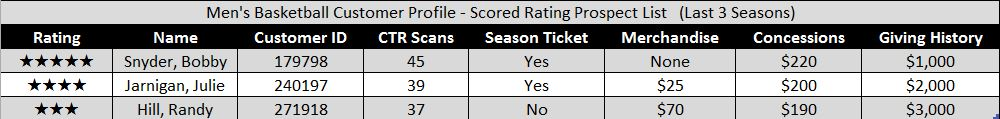 Men's Basketball Customer Profile - Scored Rating Prospect List (Last 3 Seasons)
Rating Name Customer ID CTR Scans Season Ticket Merchandise Concessions Giving History
★★★★★ Snyder, Bobby 179798 45 Yes None $220 $1,000
★★★★ Jarnigan, Julie 240197 39 Yes $25 $200 $2,000
★★★ Hill, Randy 271918 37 No $70 $190 $3,000